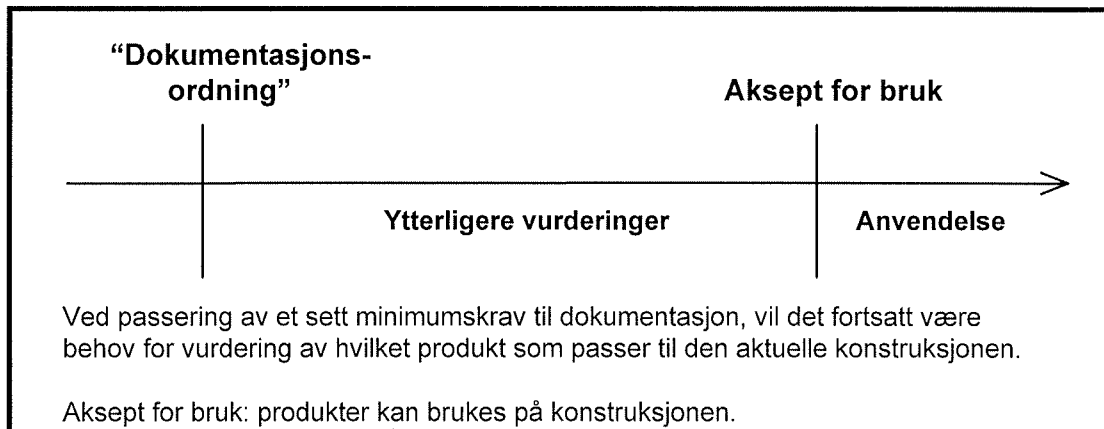 “Dokumentasjons-
ordning”
Aksept for bruk
Ytterligere vurderinger
Anvendelse
Ved passering av et sett minimumskrav til dokumentasjon, vil det fortsatt være
behov for vurdering av hvilket produkt som passer til den aktuelle konstruksjonen.
Aksept for bruk: produkter kan brukes på konstruksjonen.